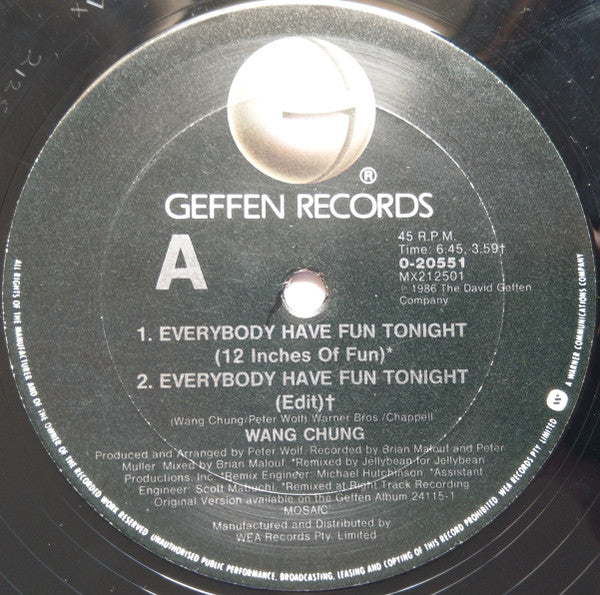 GEFFEN RECORDS
®
A
45 R.P.M.
Time: 6.45, 3.59†
0-20551
MX212501
1986 The David Geffen
Company
1. EVERYBODY HAVE FUN TONIGHT
(12 Inches Of Fun)*
2. EVERYBODY HAVE FUN TONIGHT
(Edit)†
(Wang Chung/Peter Wolf) Warner Bros./Chappell
WANG CHUNG
Produced and Arranged by Peter Wolf. Recorded by Brian Malouf and Peter
Muller. Mixed by Brian Malouf. *Remixed by Jellybean for Jellybean
Productions, Inc. *Remix Engineer: Michael Hutchinson. *Assistant
Engineer: Scott Mabuchi. *Remixed at Right Track Recording
Original Version available on the Geffen Album 24115-1
'MOSAIC'
Manufactured and Distributed by
WEA Records Pty. Limited
ALL RIGHTS OF THE MANUFACTURER AND OF THE OWNER OF THE RECORDED WORK RESERVED. UNAUTHORISED PUBLIC PERFORMANCE, BROADCASTING, LEASING AND COPYING OF THIS RECORD PROHIBITED. WEA RECORDS PTY LIMITED. A WARNER COMMUNICATIONS COMPANY